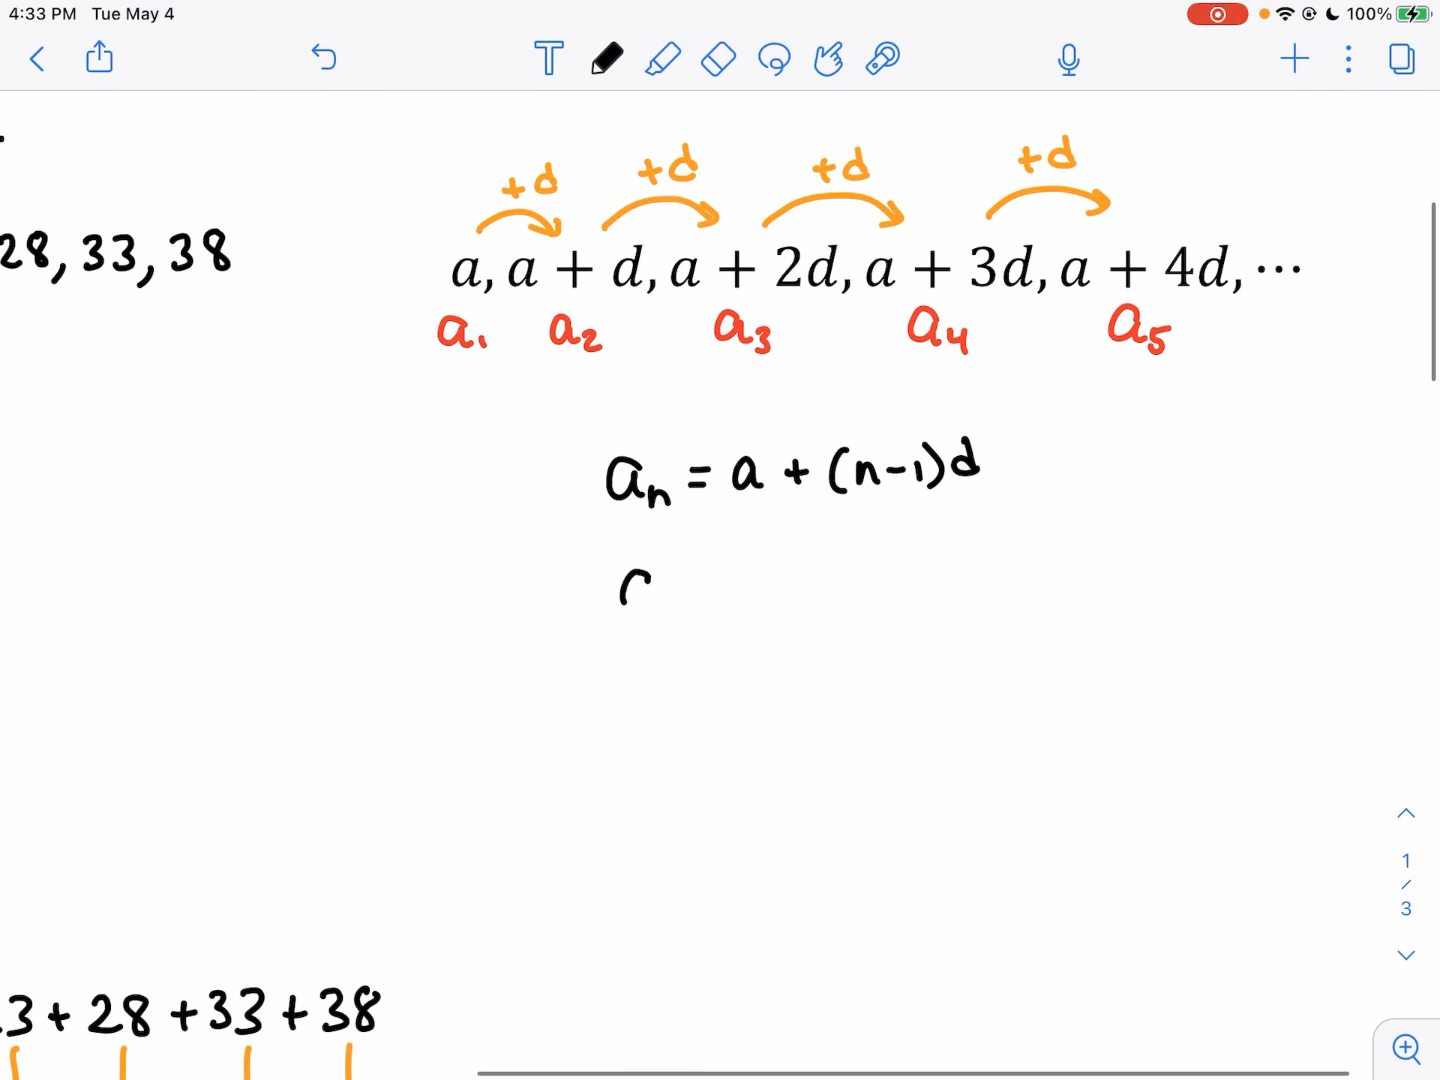 4:33 PM Tue May 4
100%
T
+d +d +d +d
28, 33, 38
a, a + d, a + 2d, a + 3d, a + 4d, ⋯
a₁ a₂ a₃ a₄ a₅
aₙ = a + (n-1)d
1
/
3
3 + 28 + 33 + 38